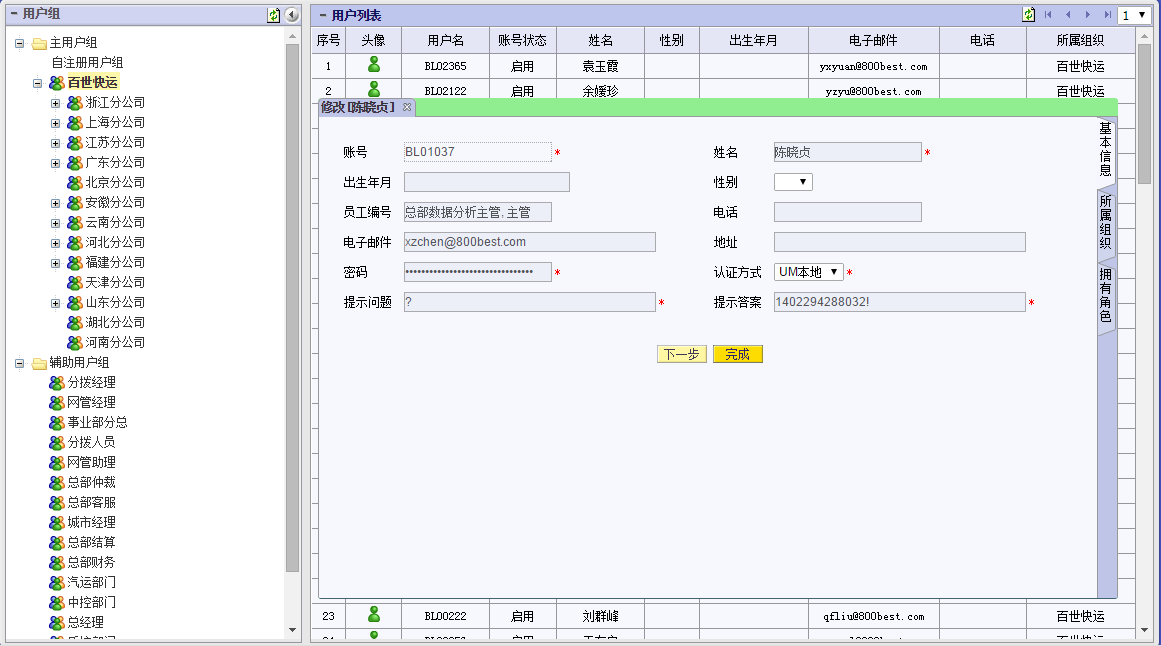 用户组
主用户组
自注册用户组
百世快运
浙江分公司
上海分公司
江苏分公司
广东分公司
北京分公司
安徽分公司
云南分公司
河北分公司
福建分公司
天津分公司
山东分公司
湖北分公司
河南分公司
辅助用户组
分拨经理
网管经理
事业部分总
分拨人员
网管助理
总部仲裁
总部客服
城市经理
总部结算
总部财务
汽运部门
中控部门
总经理
用户列表 1
序号 头像 用户名 账号状态 姓名 性别 出生年月 电子邮件 电话 所属组织
1 BL02365 启用 袁玉霞 yxyuan@800best.com 百世快运
2 BL02122 启用 余媛珍 yzyu@800best.com 百世快运
修改[陈晓贞]
账号 BL01037 * 姓名 陈晓贞 *
出生年月 性别
员工编号 总部数据分析主管,主管 电话
电子邮件 xzchen@800best.com 地址
密码 •••••••••••••••••••••••••••••••• * 认证方式 UM本地 *
提示问题 ? * 提示答案 1402294288032! *
下一步 完成
基本信息
所属组织
拥有角色
23 BL00222 启用 刘群峰 qfliu@800best.com 百世快运